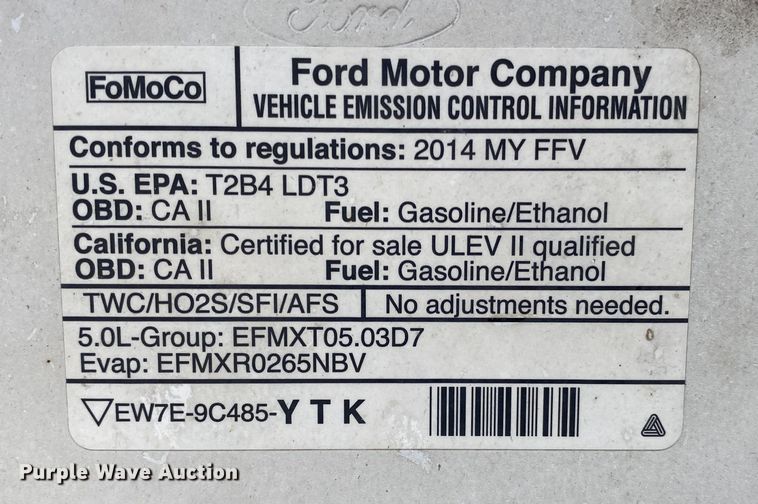 Ford
FoMoCo
Ford Motor Company
VEHICLE EMISSION CONTROL INFORMATION
Conforms to regulations: 2014 MY FFV
U.S. EPA: T2B4 LDT3
OBD: CA II Fuel: Gasoline/Ethanol
California: Certified for sale ULEV II qualified
OBD: CA II Fuel: Gasoline/Ethanol
TWC/HO2S/SFI/AFS No adjustments needed.
5.0L-Group: EFMXT05.03D7
Evap: EFMXR0265NBV
▽EW7E-9C485-Y T K
Purple Wave Auction